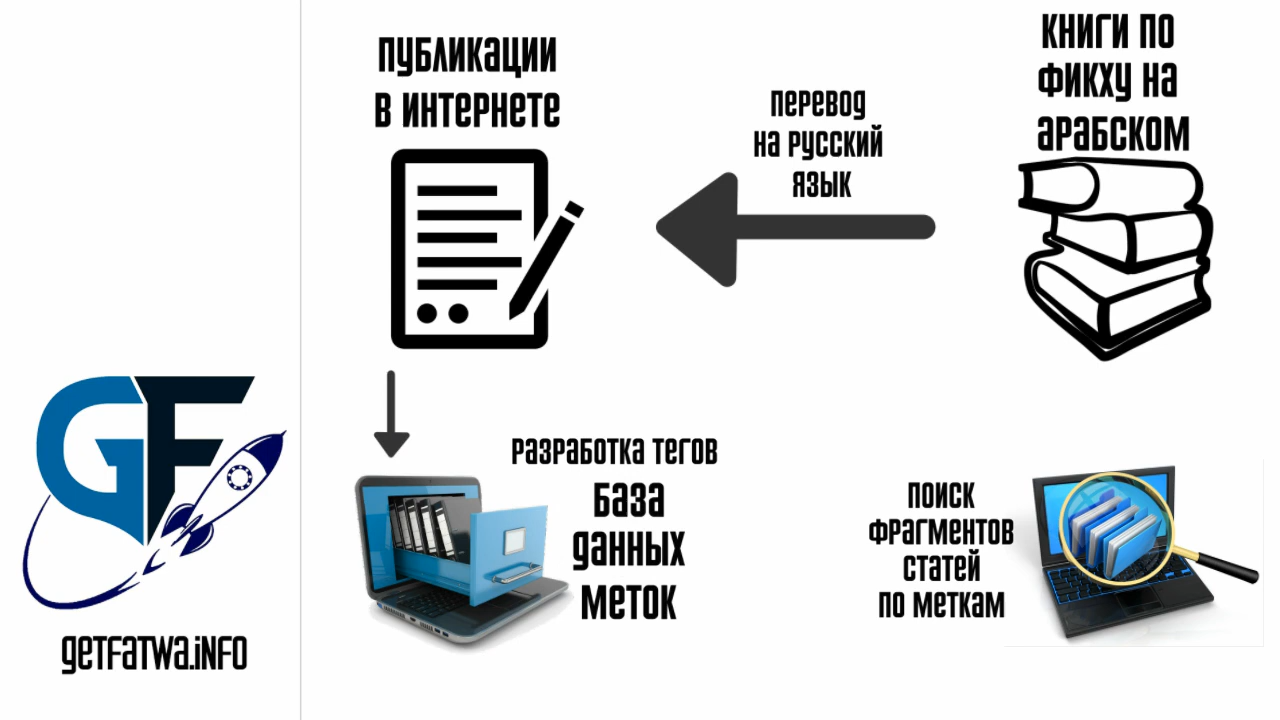 ПУБЛИКАЦИИ
В ИНТЕРНЕТЕ
ПЕРЕВОД
НА РУССКИЙ
ЯЗЫК
КНИГИ ПО
ФИКХУ НА
АРАБСКОМ
РАЗРАБОТКА ТЕГОВ
БАЗА
ДАННЫХ
МЕТОК
ПОИСК
ФРАГМЕНТОВ
СТАТЕЙ
ПО МЕТКАМ
GF
GETFATWA.INFO